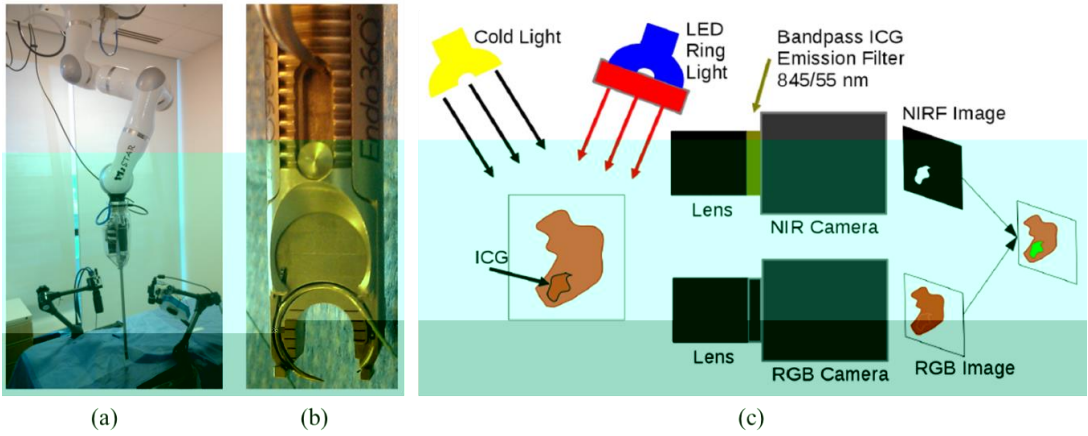 STAR
Endo360°
Cold Light
LED
Ring
Light
Bandpass ICG
Emission Filter
845/55 nm
NIRF Image
Lens
NIR Camera
ICG
Lens
RGB Camera
RGB Image
(a)
(b)
(c)